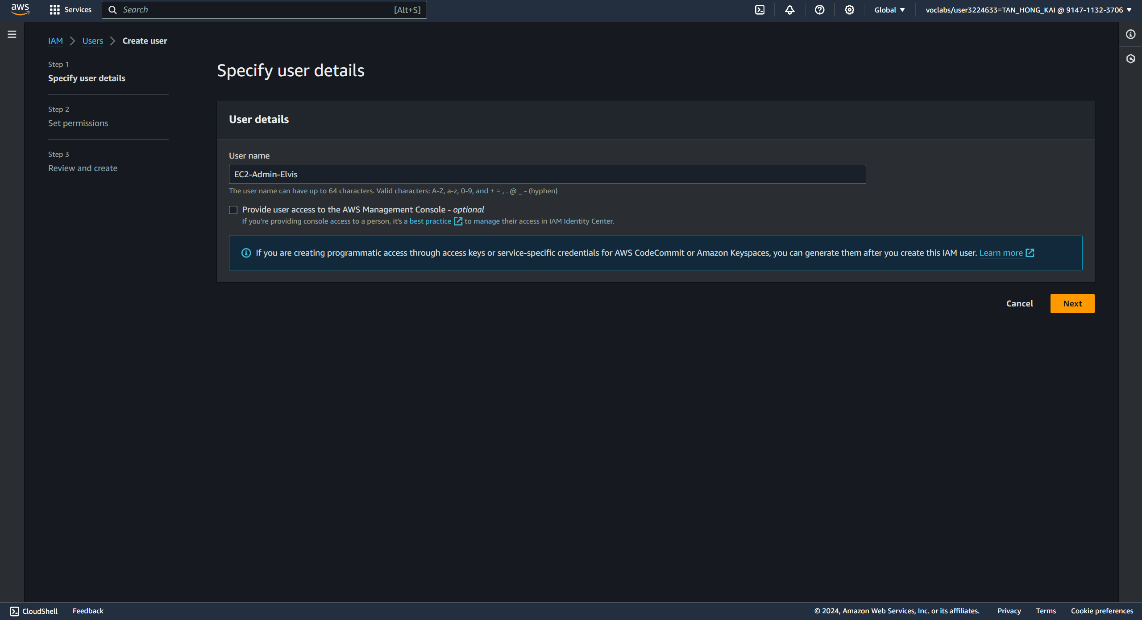 aws
Services
Search
[Alt+S]
Global
voclabs/user3224633=TAN_HONG_KAI @ 9147-1132-3706
IAM
Users
Create user
Step 1
Specify user details
Step 2
Set permissions
Step 3
Review and create
Specify user details
User details
User name
EC2-Admin-Elvis
The user name can have up to 64 characters. Valid characters: A-Z, a-z, 0-9, and + = , . @ _ - (hyphen)
Provide user access to the AWS Management Console - optional
If you're providing console access to a person, it's a best practice to manage their access in IAM Identity Center.
If you are creating programmatic access through access keys or service-specific credentials for AWS CodeCommit or Amazon Keyspaces, you can generate them after you create this IAM user. Learn more
Cancel
Next
CloudShell
Feedback
© 2024, Amazon Web Services, Inc. or its affiliates.
Privacy
Terms
Cookie preferences